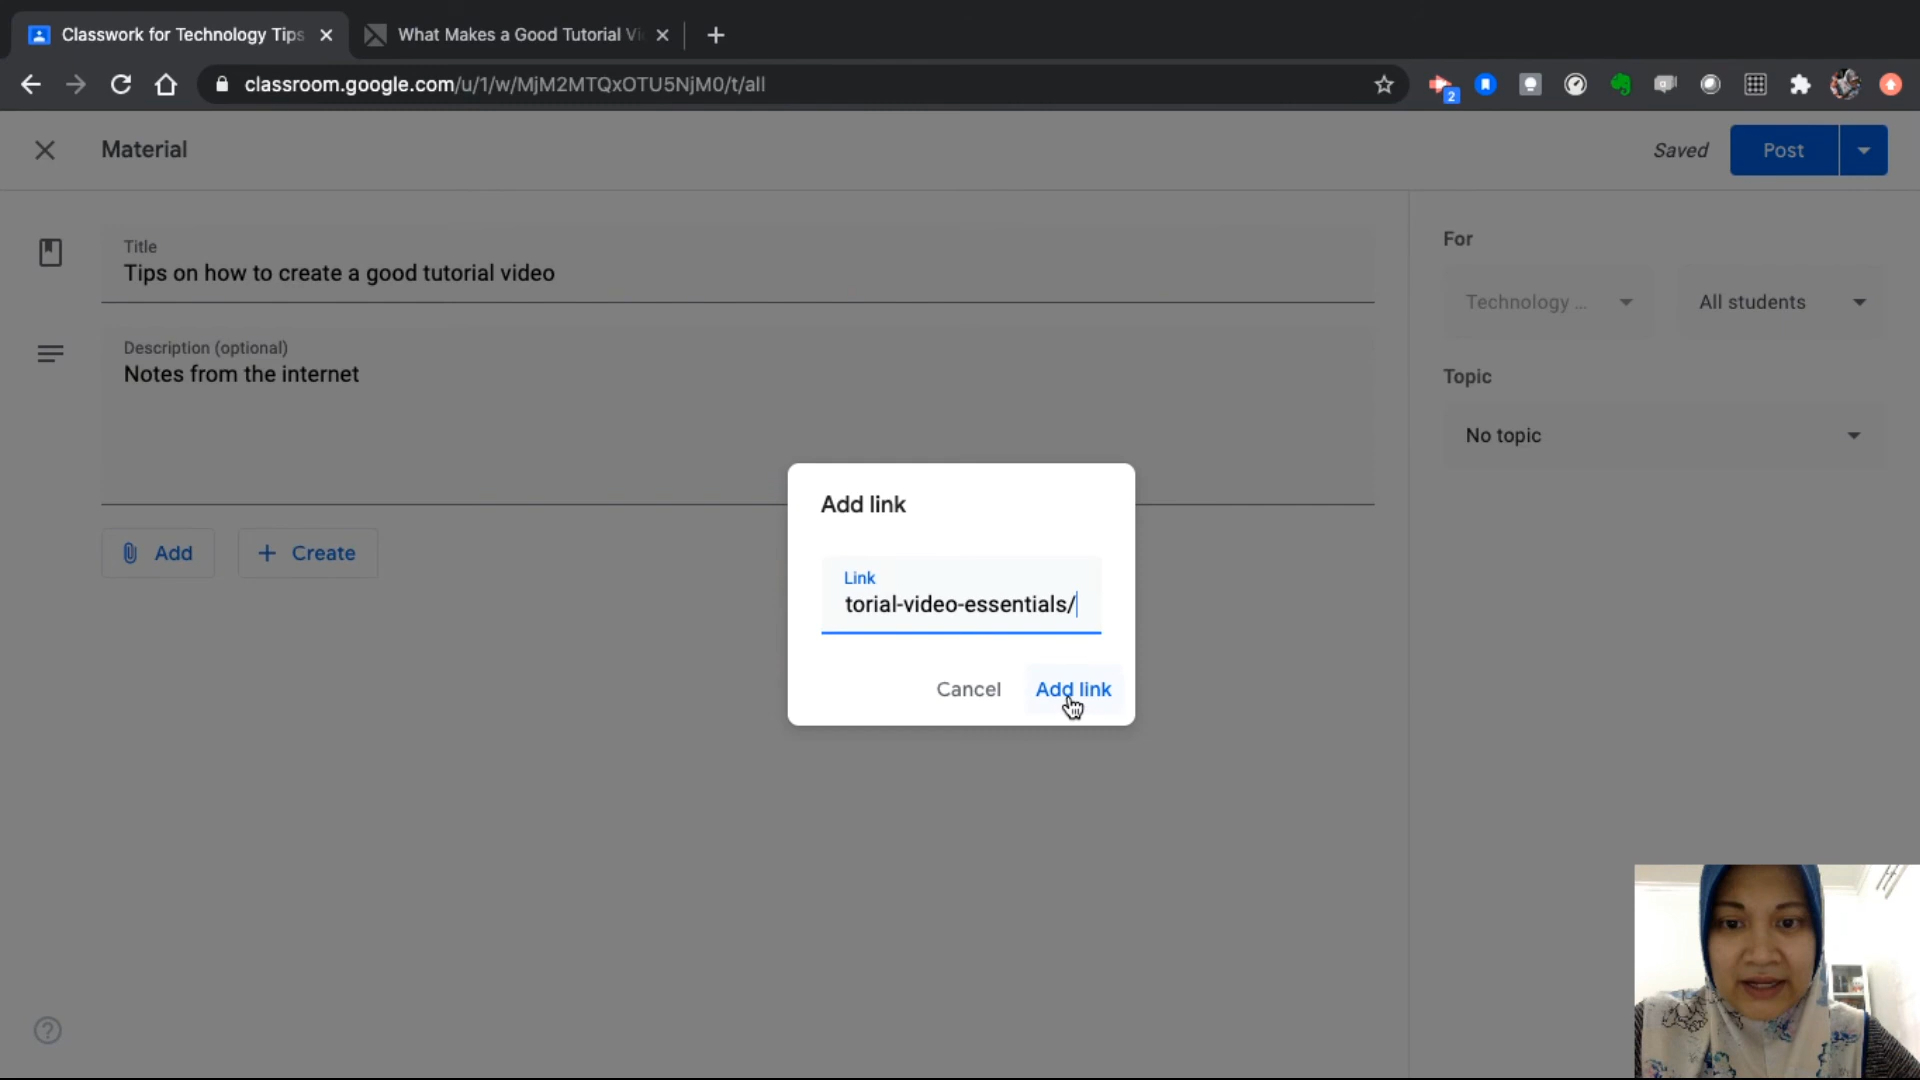 Classwork for Technology Tips
What Makes a Good Tutorial Vi
classroom.google.com/u/1/w/MjM2MTQxOTU5NjM0/t/all
2
Material
Saved
Post
Title
Tips on how to create a good tutorial video
Description (optional)
Notes from the internet
Add
Create
For
Technology ...
All students
Topic
No topic
Add link
Link
torial-video-essentials/
Cancel
Add link